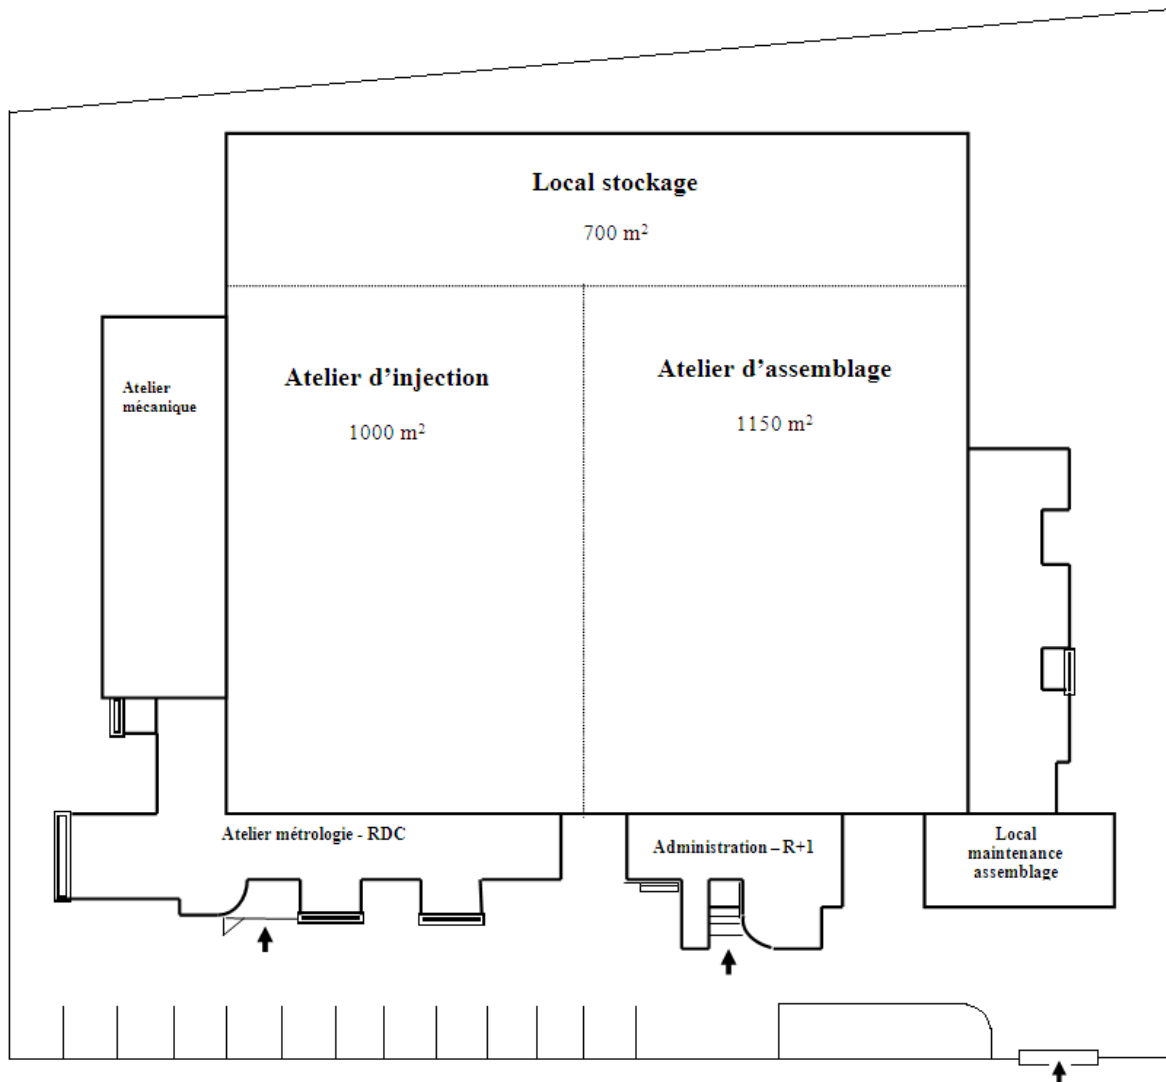 Local stockage
700 m²
Atelier d’injection
1000 m²
Atelier d’assemblage
1150 m²
Atelier
mécanique
Atelier métrologie - RDC
Administration – R+1
Local
maintenance
assemblage